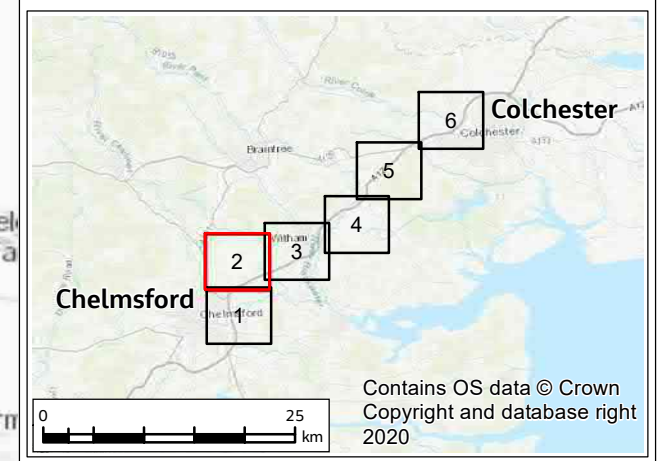 6
Colchester
Colchester
Braintree
5
4
Witham
3
2
Chelmsford
Chelmsford
1
Contains OS data © Crown
Copyright and database right
2020
0
25
km